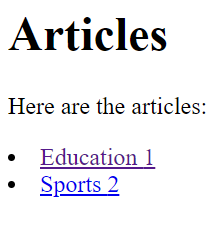 Articles
Here are the articles:
Education 1
Sports 2